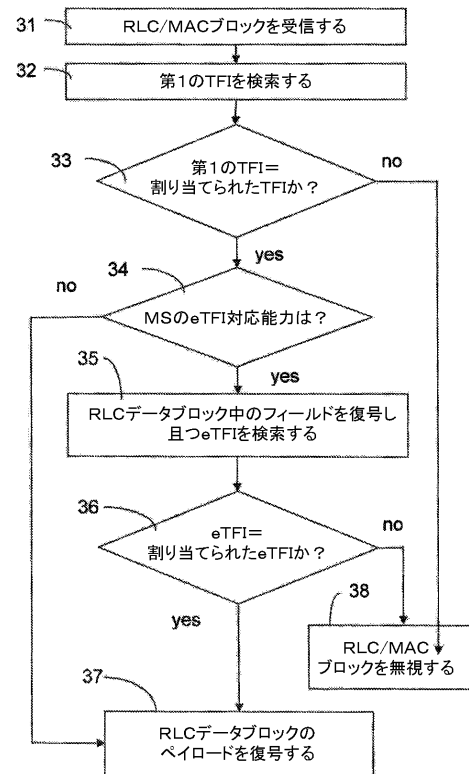 31
RLC/MACブロックを受信する
32
第1のTFIを検索する
33
第1のTFI=
割り当てられたTFIか?
no
yes
34
no
MSのeTFI対応能力は?
35
yes
RLCデータブロック中のフィールドを復号し
且つeTFIを検索する
36
eTFI=
割り当てられたeTFIか?
no
yes
38
RLC/MAC
ブロックを無視する
37
RLCデータブロックの
ペイロードを復号する